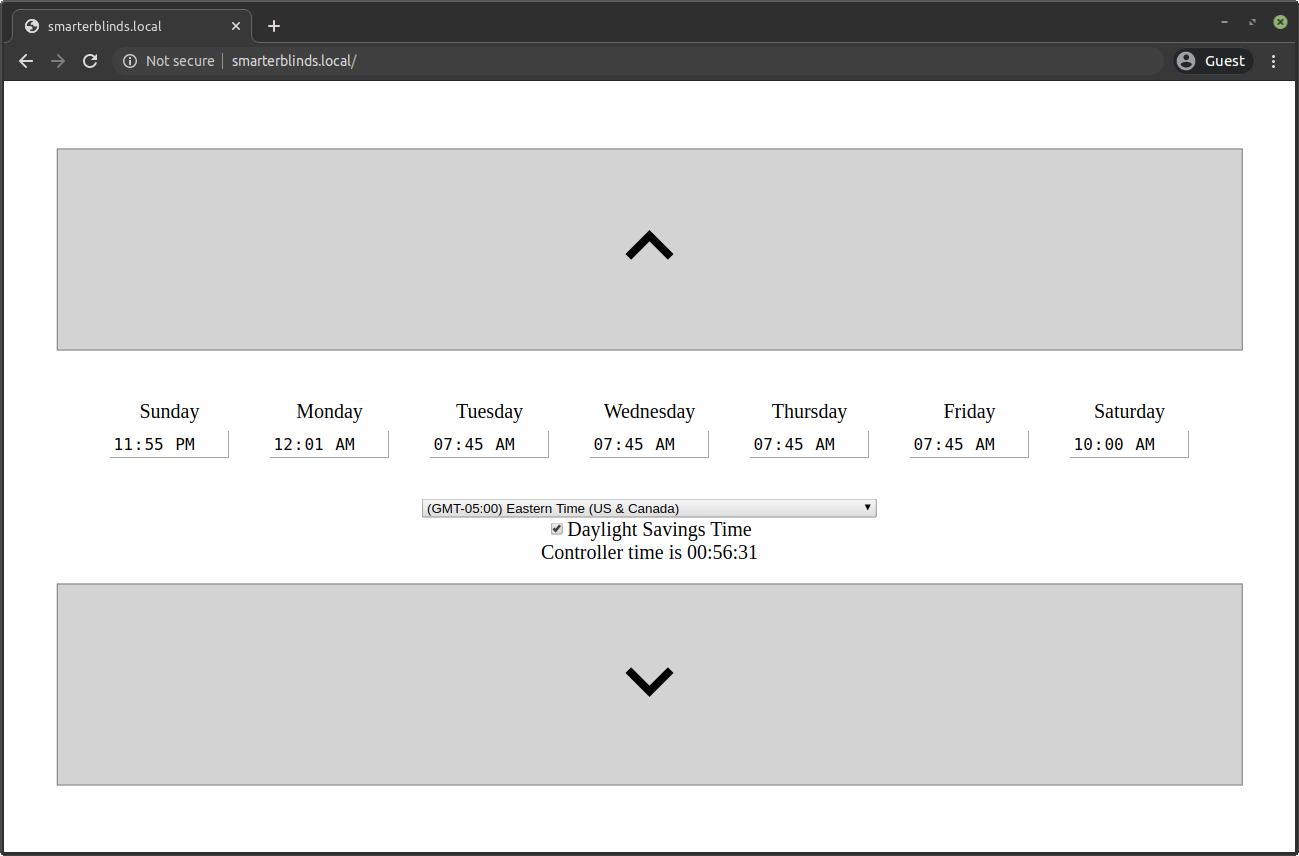 smarterblinds.local
Not secure smarterblinds.local/ Guest
Sunday Monday Tuesday Wednesday Thursday Friday Saturday
11:55 PM 12:01 AM 07:45 AM 07:45 AM 07:45 AM 07:45 AM 10:00 AM
(GMT-05:00) Eastern Time (US & Canada)
Daylight Savings Time
Controller time is 00:56:31